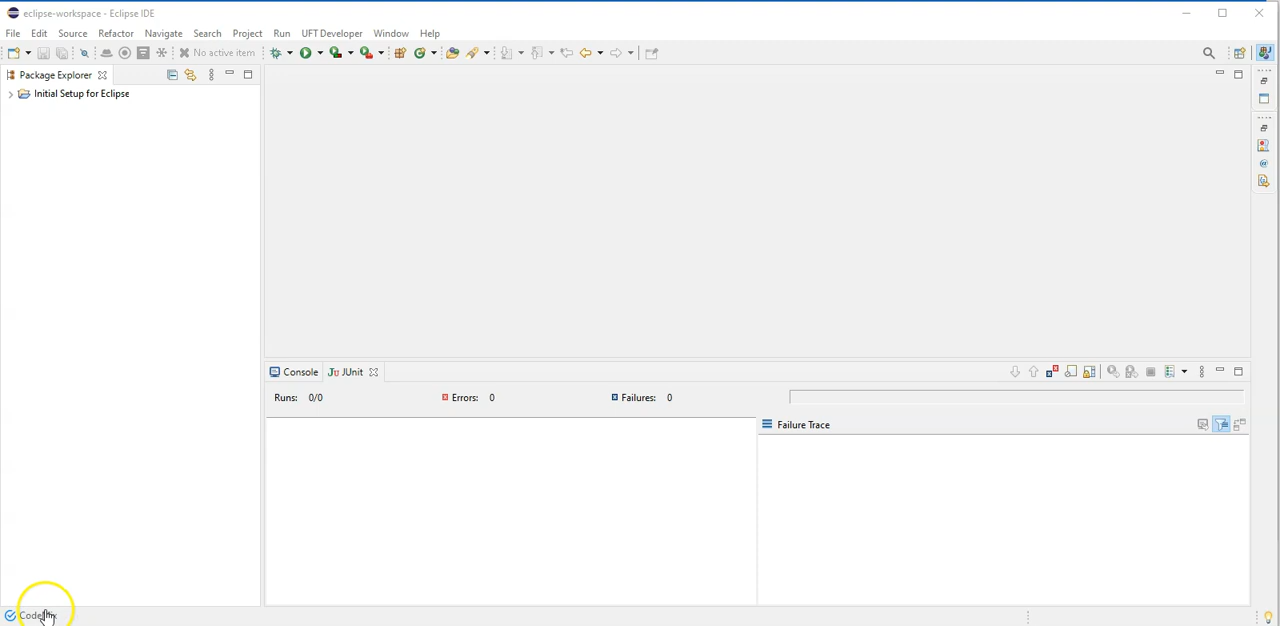 eclipse-workspace - Eclipse IDE
File Edit Source Refactor Navigate Search Project Run UFT Developer Window Help
No active item
Package Explorer
Initial Setup for Eclipse
Console JUnit
Runs: 0/0 Errors: 0 Failures: 0
Failure Trace